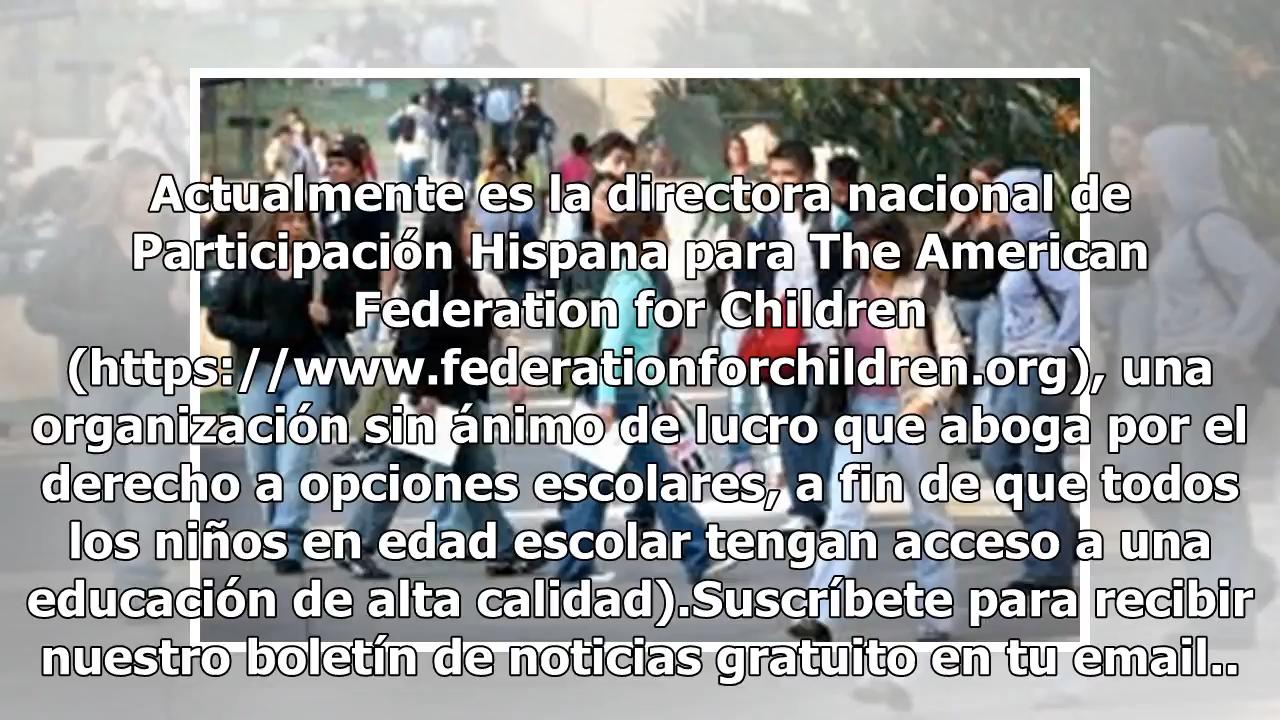 Actualmente es la directora nacional de
Participación Hispana para The American
Federation for Children
(https://www.federationforchildren.org), una
organización sin ánimo de lucro que aboga por el
derecho a opciones escolares, a fin de que todos
los niños en edad escolar tengan acceso a una
educación de alta calidad).Suscríbete para recibir
nuestro boletín de noticias gratuito en tu email..